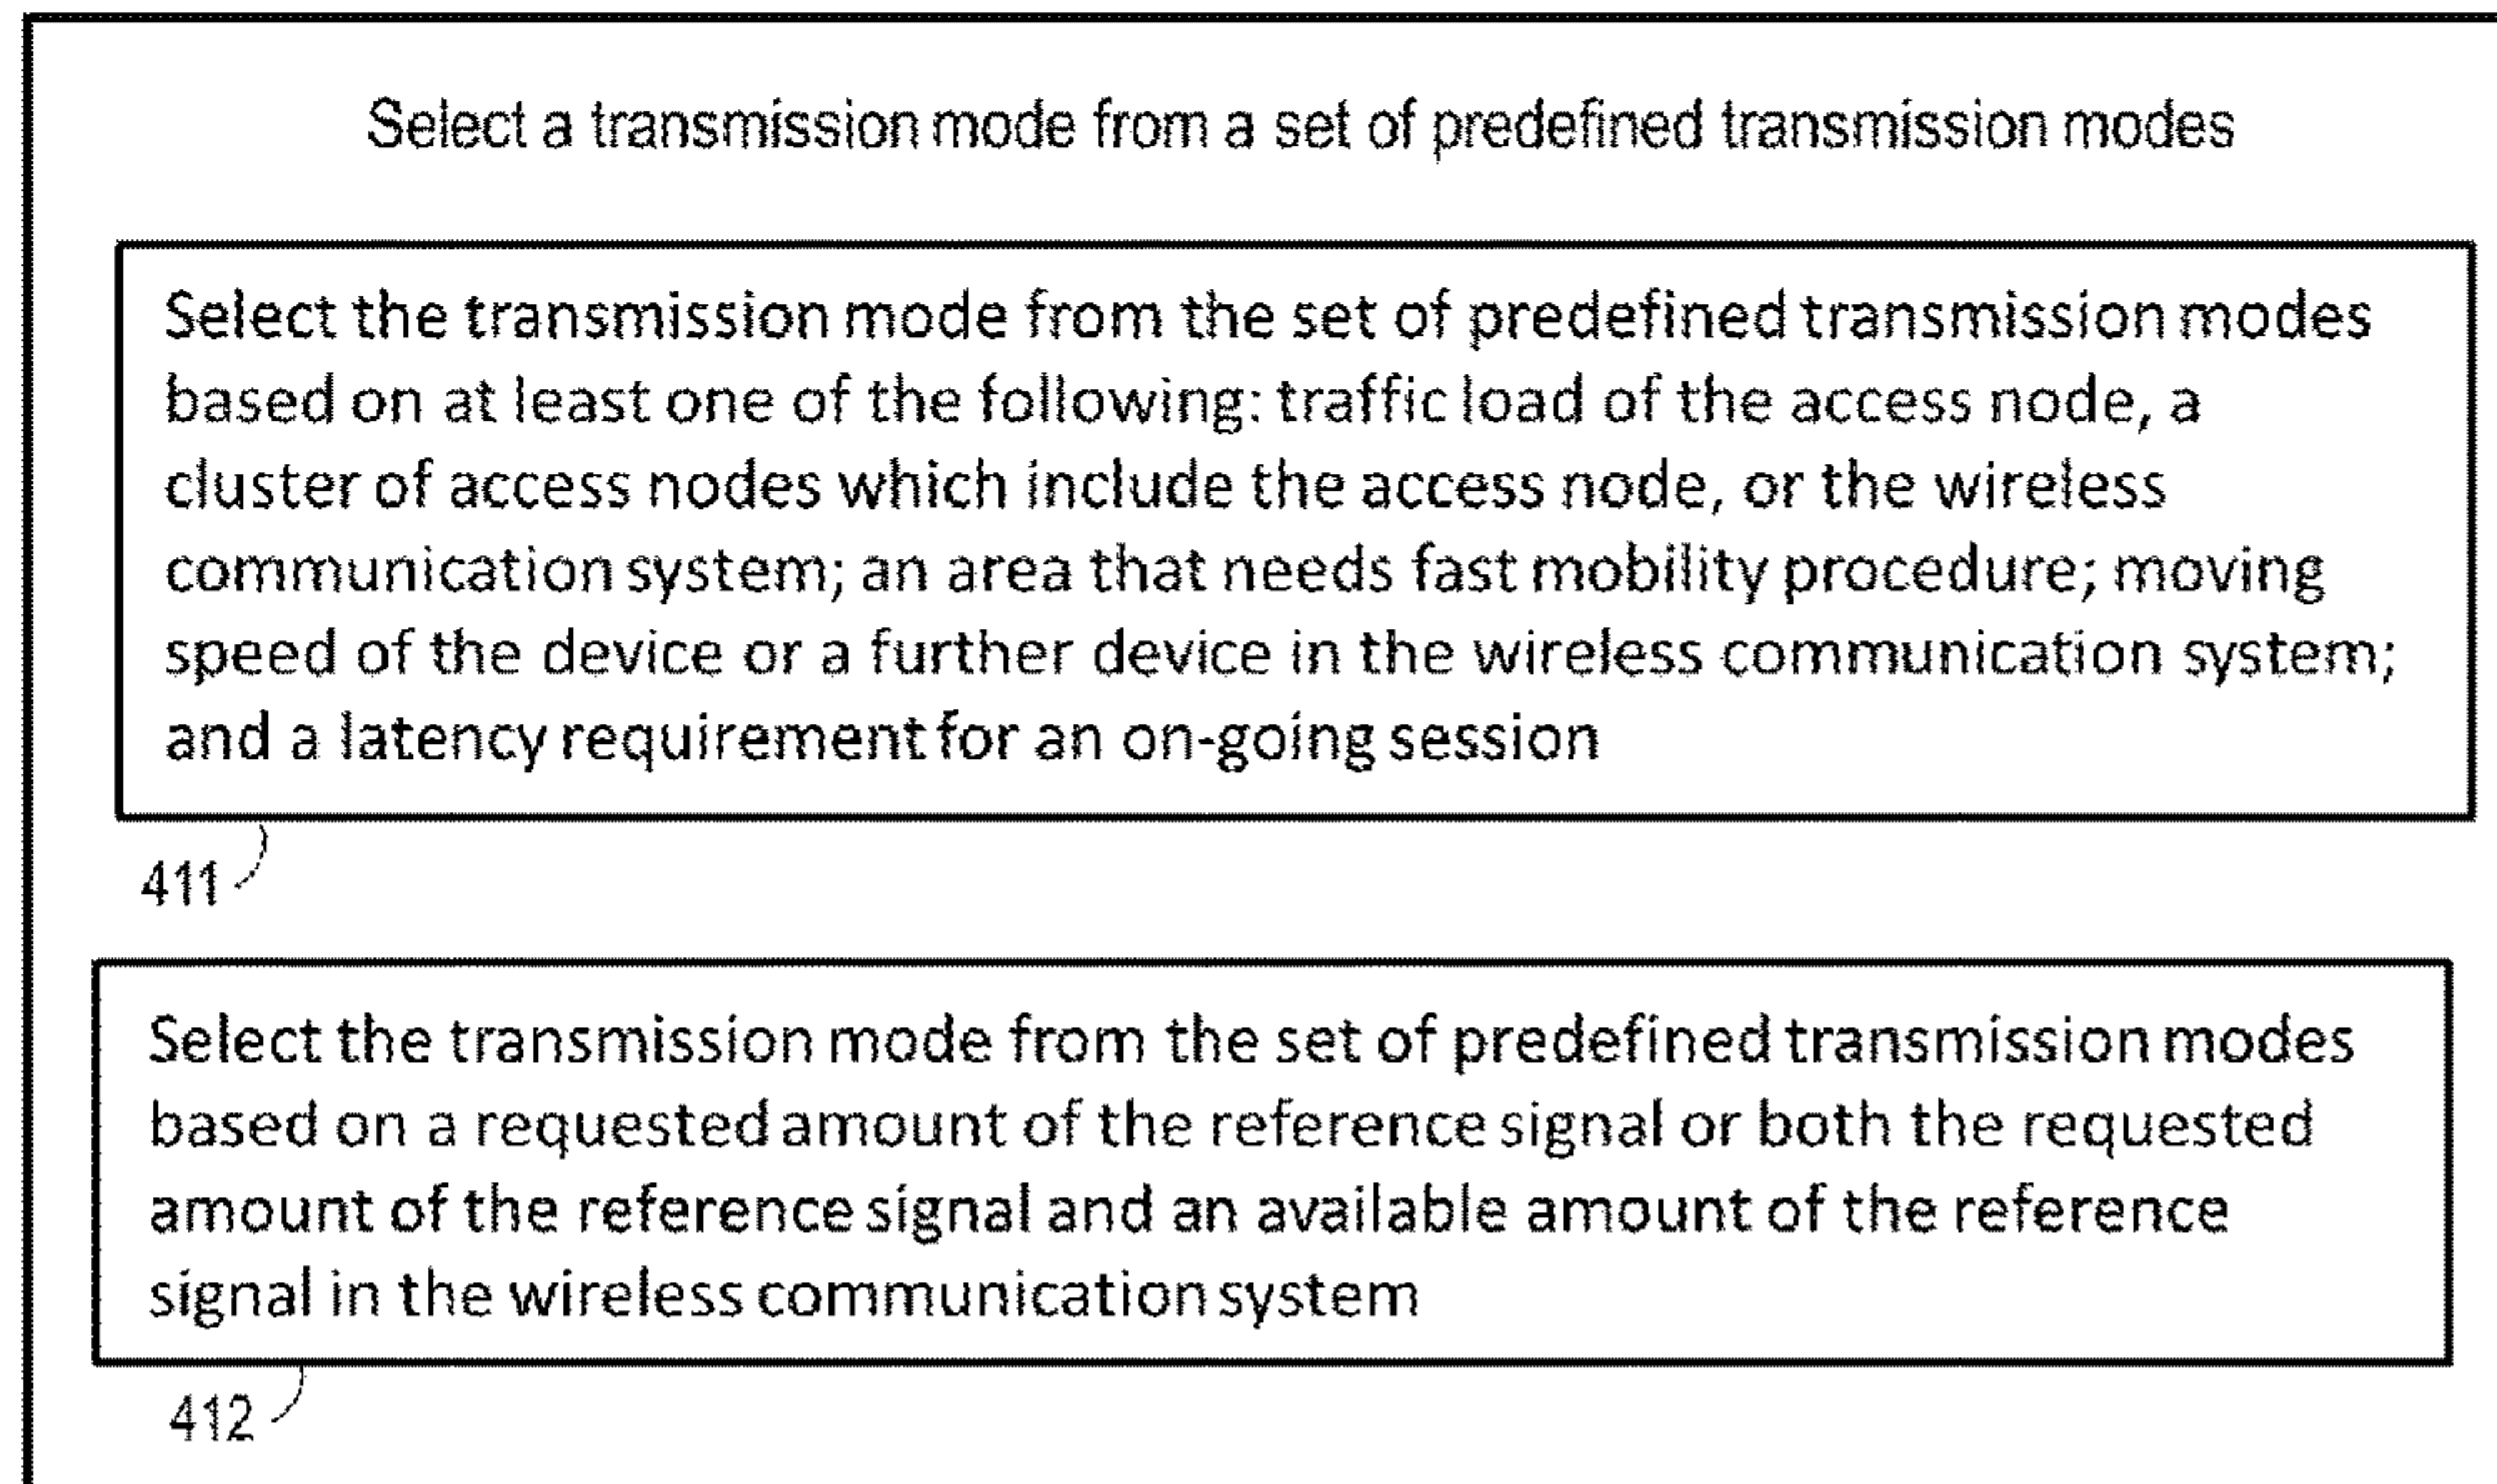 Select a transmission mode from a set of predefined transmission modes
Select the transmission mode from the set of predefined transmission modes
based on at least one of the following: traffic load of the access node, a
cluster of access nodes which include the access node, or the wireless
communication system; an area that needs fast mobility procedure; moving
speed of the device or a further device in the wireless communication system;
and a latency requirement for an on-going session
411
Select the transmission mode from the set of predefined transmission modes
based on a requested amount of the reference signal or both the requested
amount of the reference signal and an available amount of the reference
signal in the wireless communication system
412